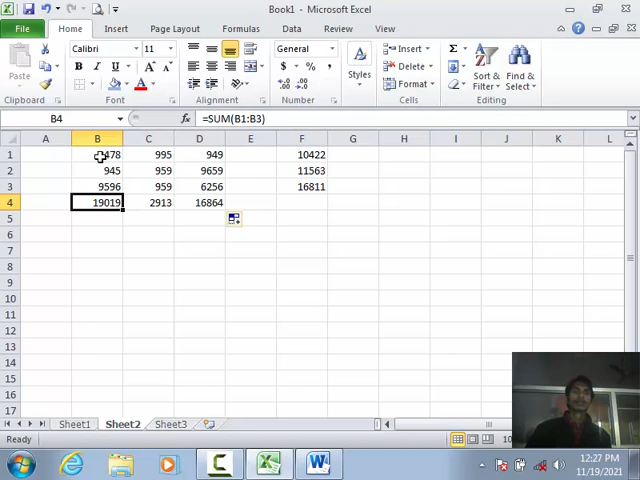 Book1 - Microsoft Excel
File Home Insert Page Layout Formulas Data Review View
Calibri 11 General Insert Σ
Paste B I U $ % , Styles Delete Sort & Filter Find & Select
Format
Clipboard Font Alignment Number Cells Editing
B4 fx =SUM(B1:B3)
A B C D E F G H I J K L
1 478 995 949 10422
2 945 959 9659 11563
3 9596 959 6256 16811
4 19019 2913 16864
5
6
7
8
9
10
11
12
13
14
15
16
17
Sheet1 Sheet2 Sheet3
Ready 10
12:27 PM
11/19/2021